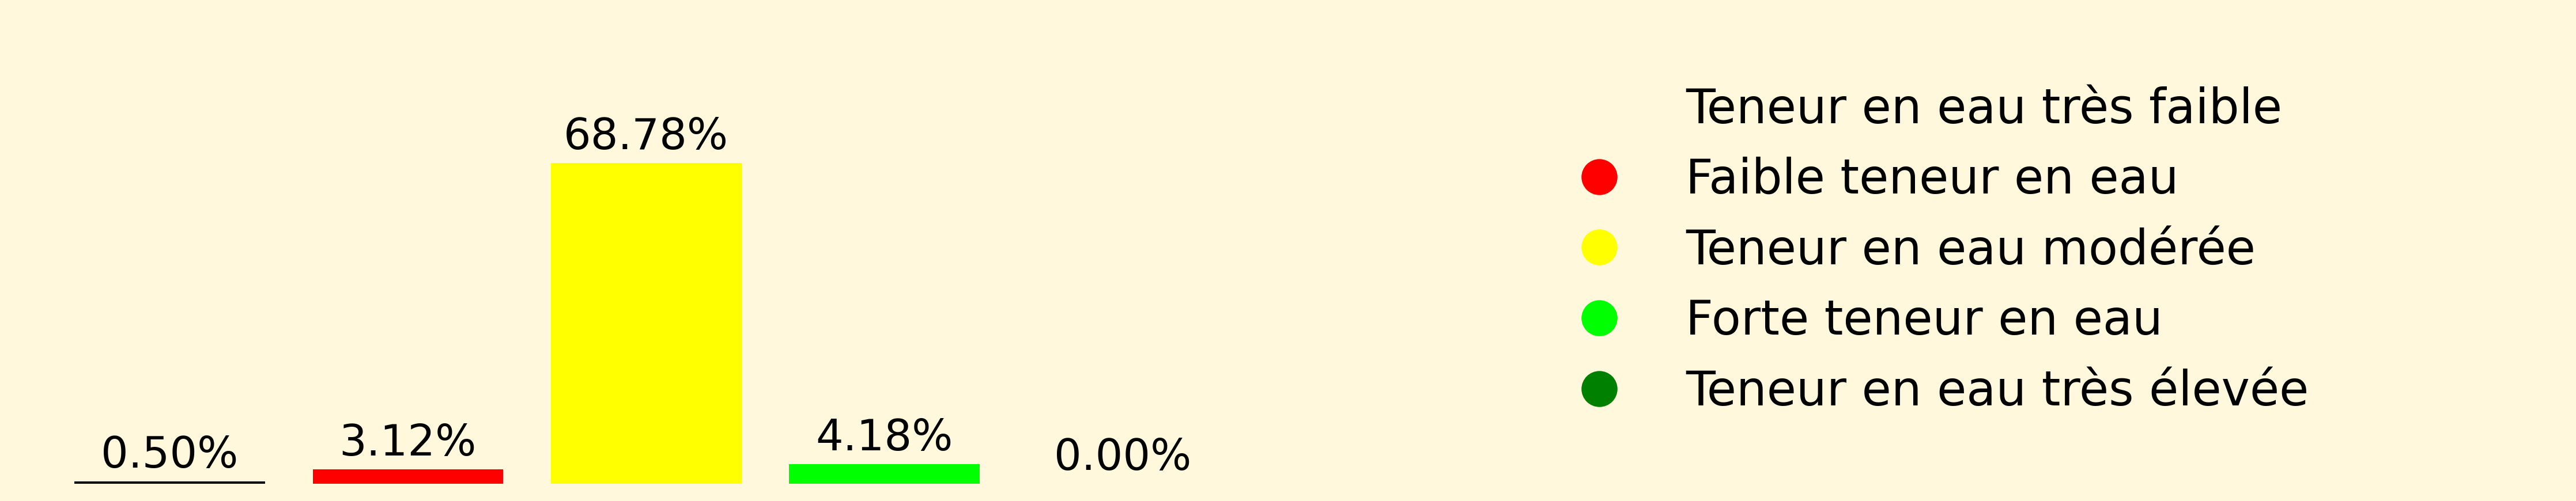 0.50%
3.12%
68.78%
4.18%
0.00%
Teneur en eau très faible
Faible teneur en eau
Teneur en eau modérée
Forte teneur en eau
Teneur en eau très élevée